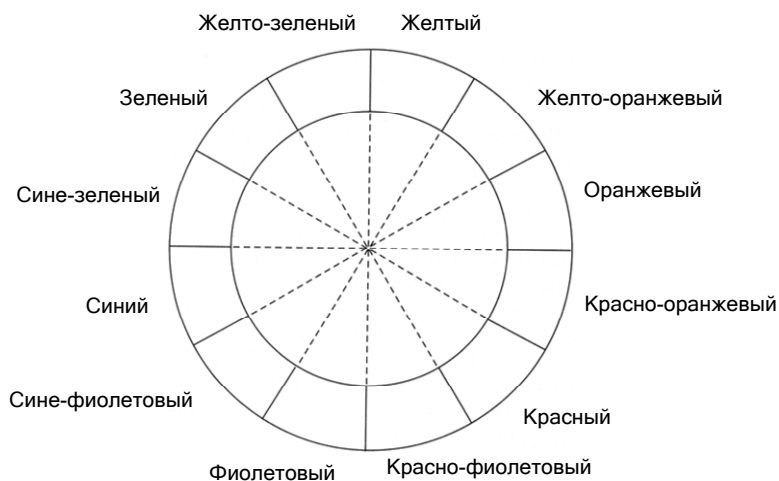 Желто-зеленый Желтый
Зеленый Желто-оранжевый
Сине-зеленый Оранжевый
Синий Красно-оранжевый
Сине-фиолетовый Красный
Фиолетовый Красно-фиолетовый